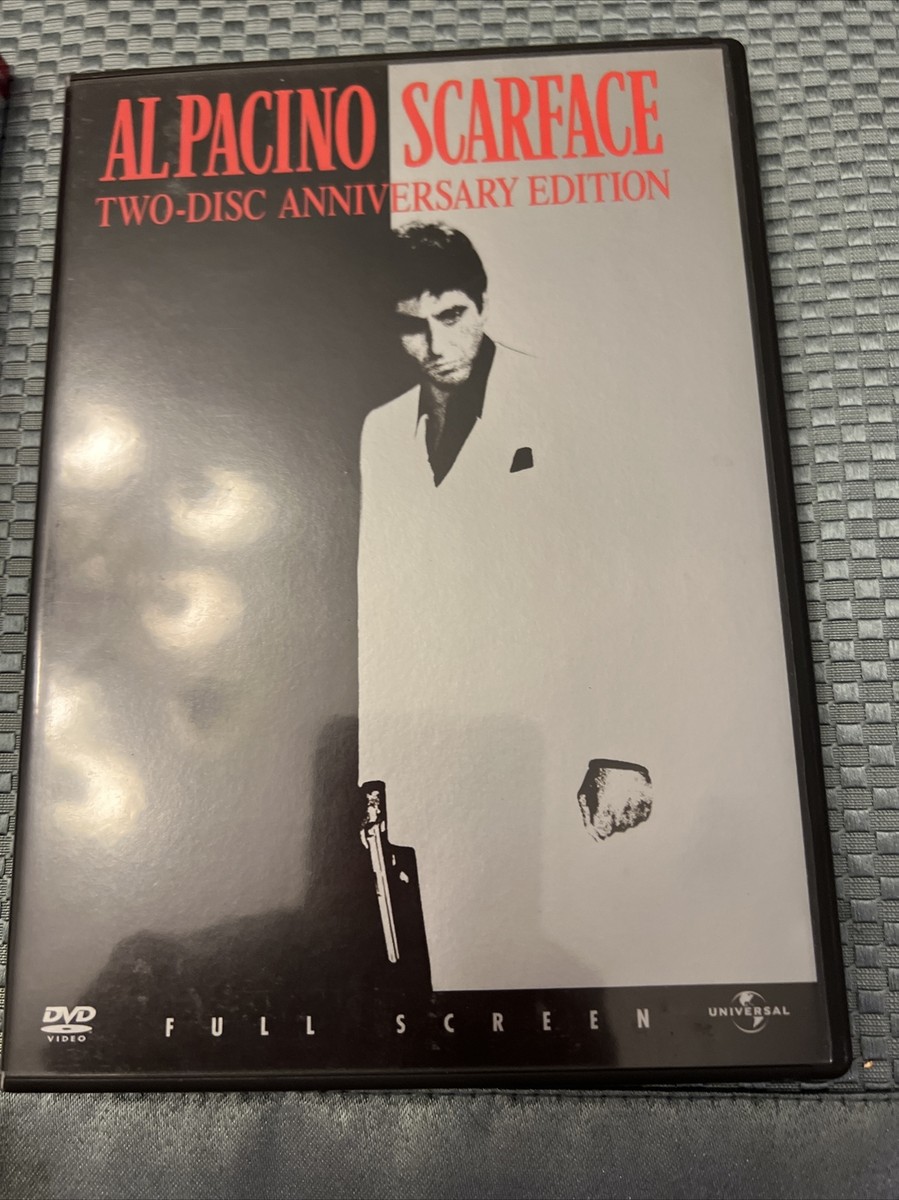 AL PACINO SCARFACE
TWO-DISC ANNIVERSARY EDITION
DVD
VIDEO
FULL SCREEN
UNIVERSAL